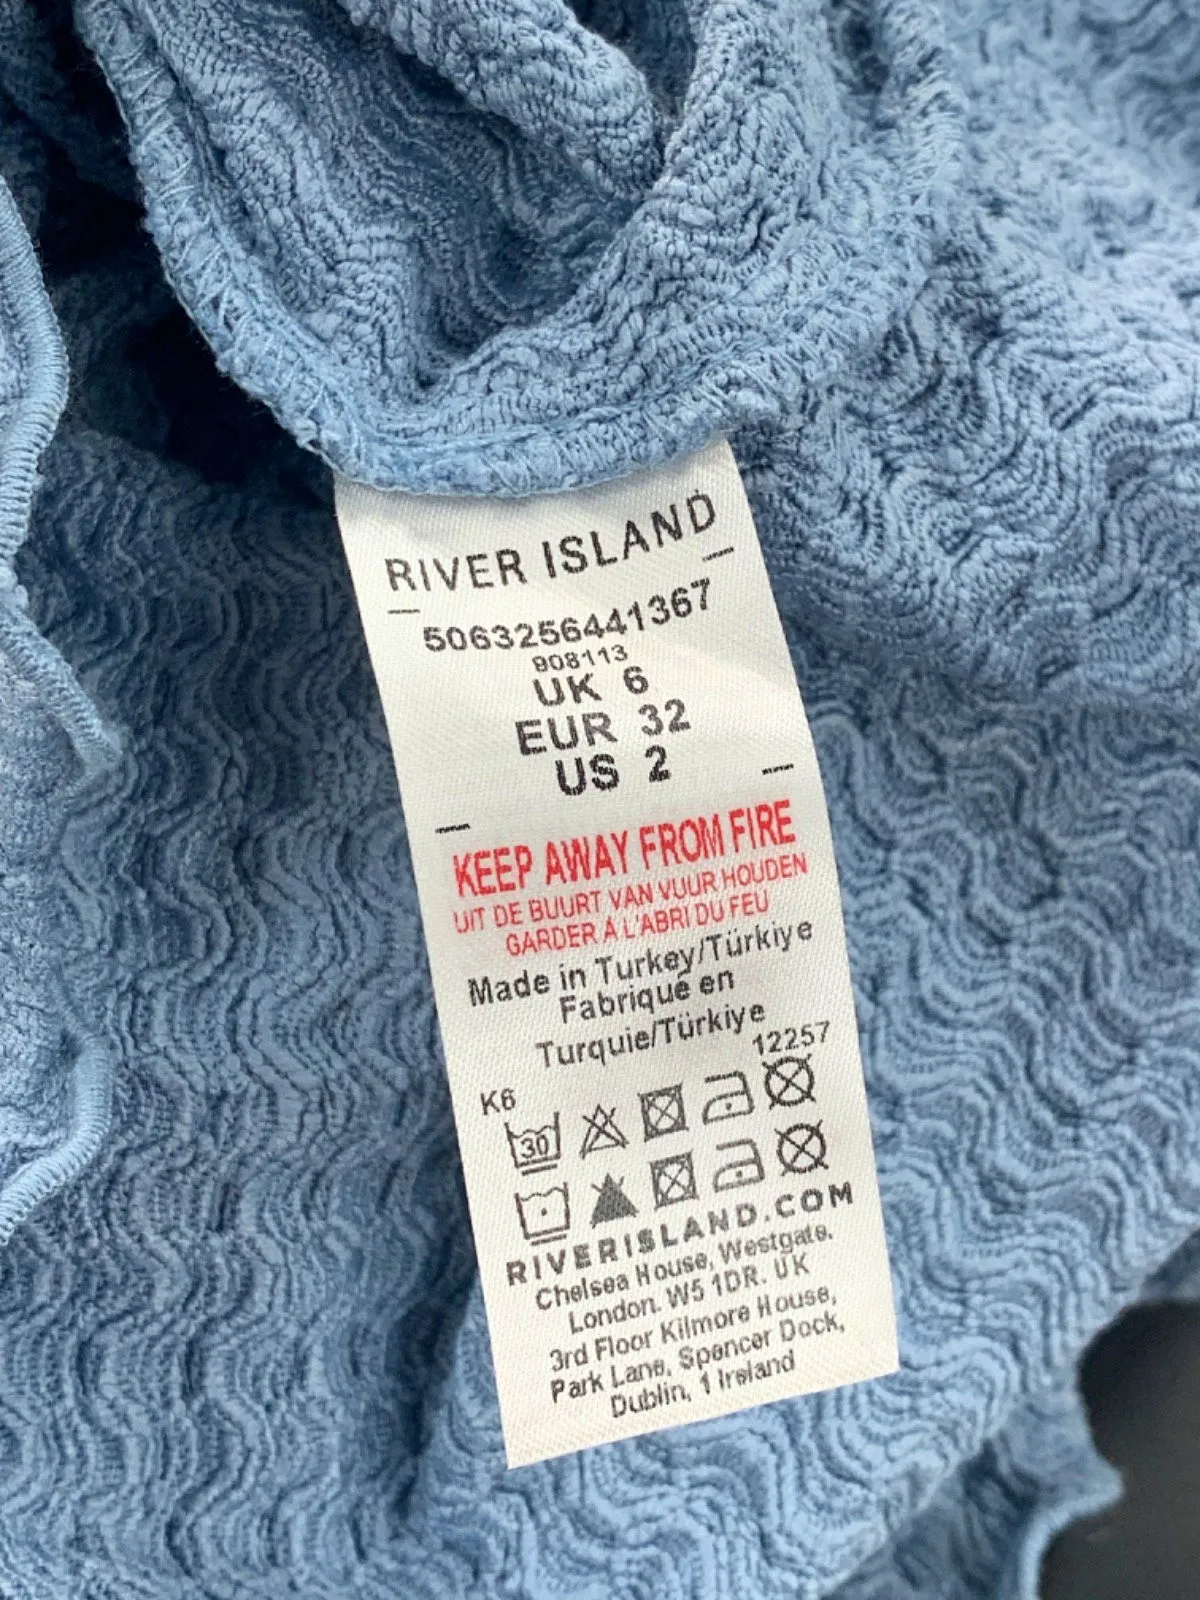 RIVER ISLAND
5063256441367
908113
UK 6
EUR 32
US 2
KEEP AWAY FROM FIRE
UIT DE BUURT VAN VUUR HOUDEN
GARDER À L'ABRI DU FEU
Made in Turkey/Türkiye
Fabriqué en
Turquie/Türkiye
12257
K6
30
RIVERISLAND.COM
Chelsea House, Westgate.
London. W5 1DR. UK
3rd Floor Kilmore House,
Park Lane, Spencer Dock,
Dublin, 1 Ireland